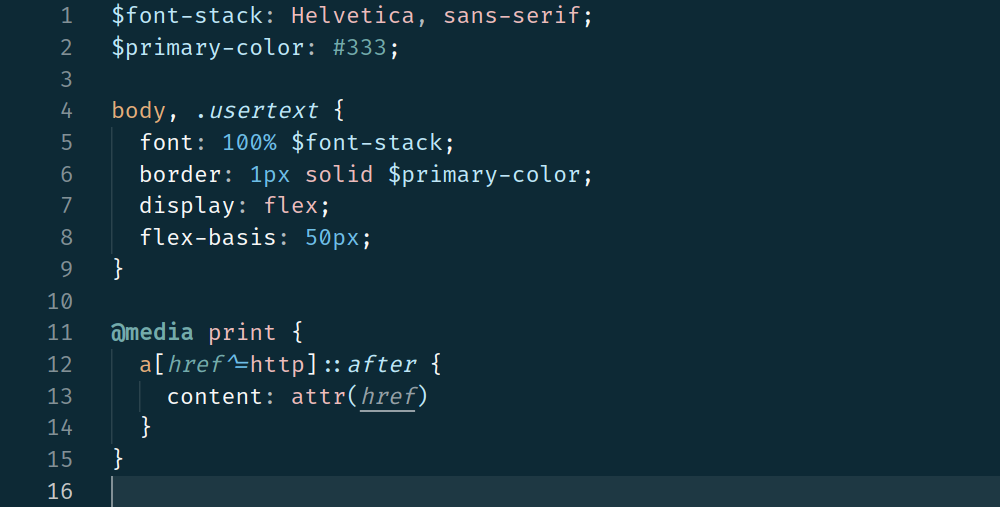 1 $font-stack: Helvetica, sans-serif;
2 $primary-color: #333;
3
4 body, .usertext {
5   font: 100% $font-stack;
6   border: 1px solid $primary-color;
7   display: flex;
8   flex-basis: 50px;
9 }
10
11 @media print {
12   a[href^=http]::after {
13     content: attr(href)
14   }
15 }
16